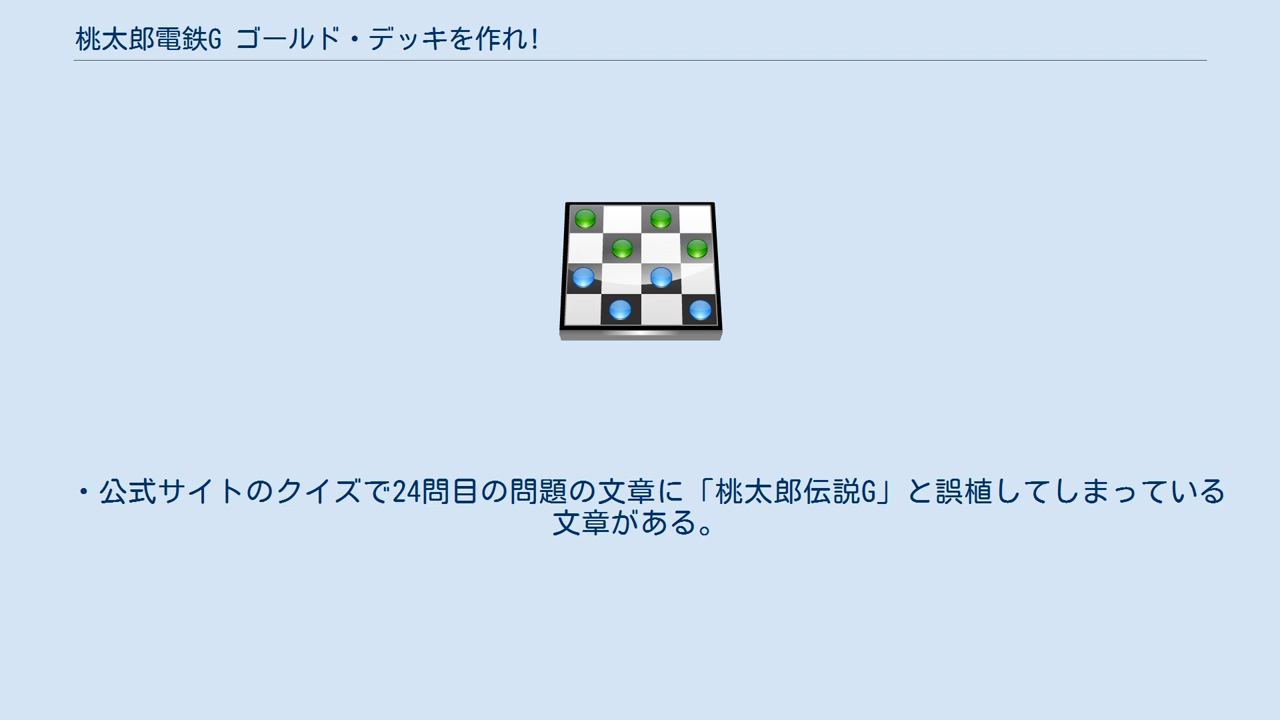 桃太郎電鉄G ゴールド・デッキを作れ!
・公式サイトのクイズで24問目の問題の文章に「桃太郎伝説G」と誤植してしまっている
文章がある。